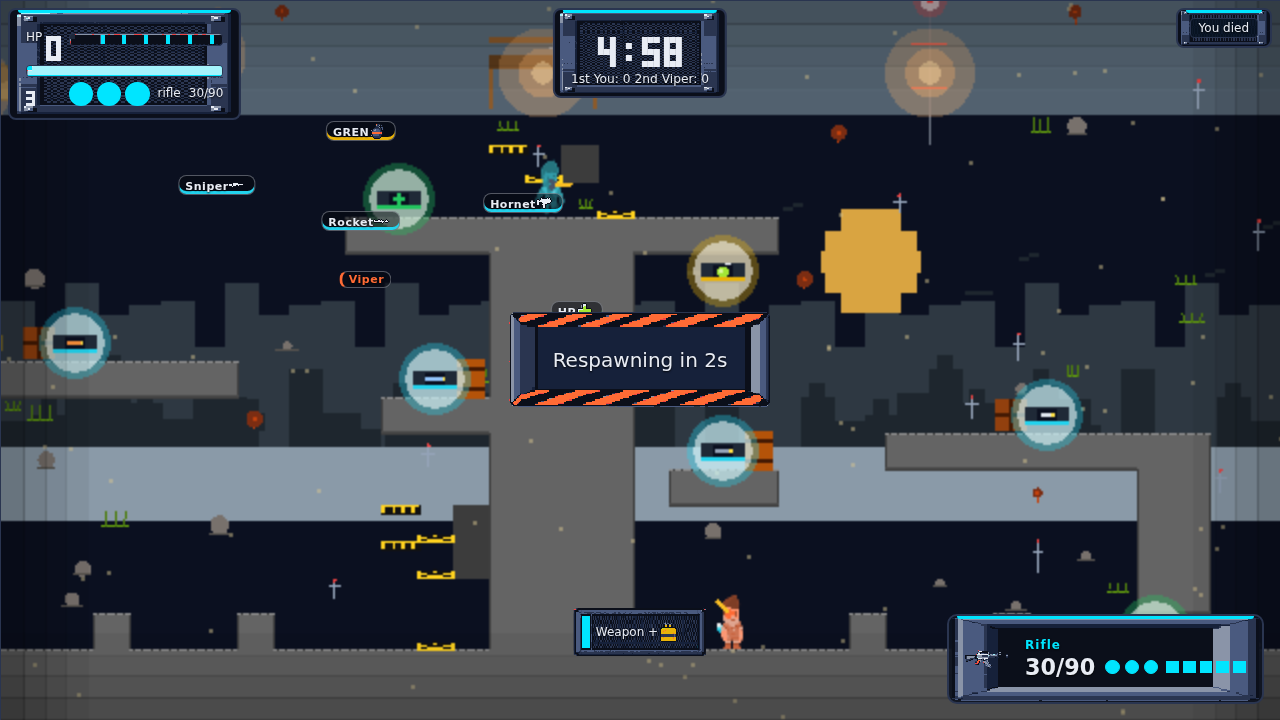 HP
0
3
rifle 30/90
4:58
1st You: 0 2nd Viper: 0
You died
GREN
Sniper
Hornet
Rocket
Viper
HP
Respawning in 2s
Weapon +
Rifle
30/90